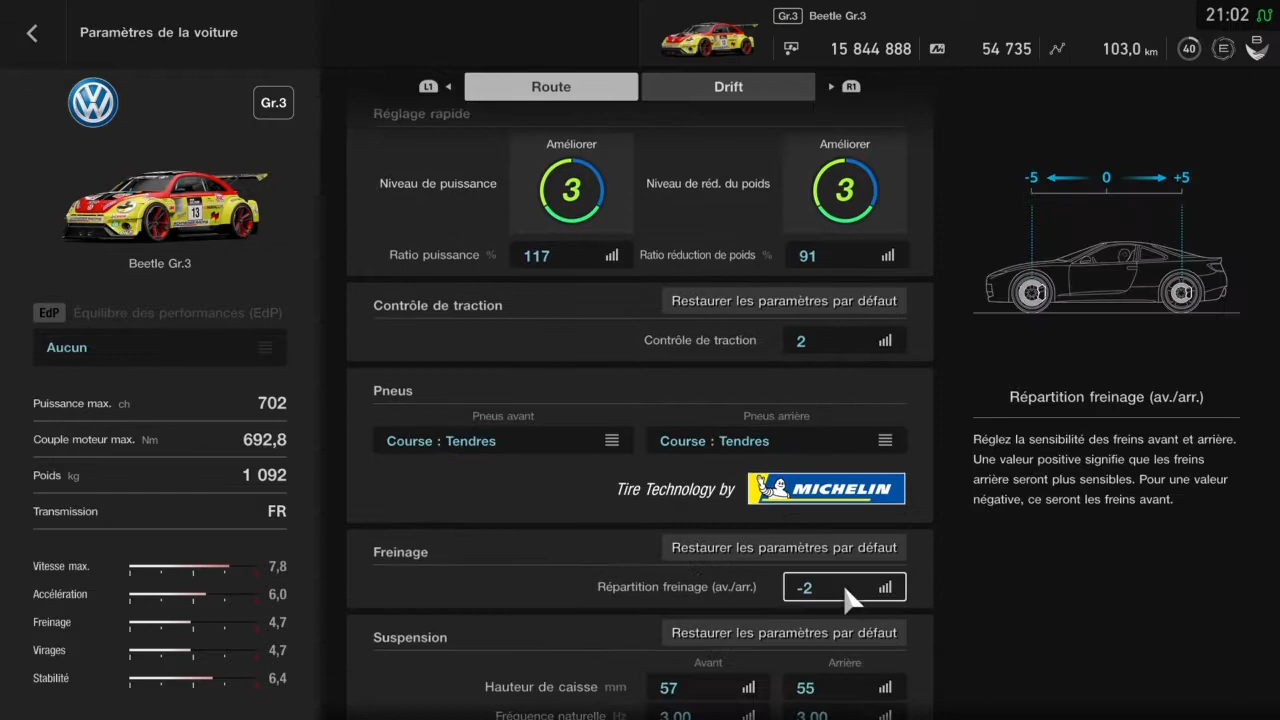 Paramètres de la voiture
Gr.3 Beetle Gr.3
21:02
15 844 888 54 735 103,0 km 40 E B
Gr.3
Beetle Gr.3
EdP Équilibre des performances (EdP)
Aucun
Puissance max. ch 702
Couple moteur max. Nm 692,8
Poids kg 1 092
Transmission FR
Vitesse max. 7,8
Accélération 6,0
Freinage 4,7
Virages 4,7
Stabilité 6,4
L1 Route Drift R1
Réglage rapide
Améliorer Améliorer
Niveau de puissance 3 Niveau de réd. du poids 3
Ratio puissance % 117 Ratio réduction de poids % 91
Contrôle de traction Restaurer les paramètres par défaut
Contrôle de traction 2
Pneus
Pneus avant Pneus arrière
Course : Tendres Course : Tendres
Tire Technology by MICHELIN
Freinage Restaurer les paramètres par défaut
Répartition freinage (av./arr.) -2
Suspension Restaurer les paramètres par défaut
Avant Arrière
Hauteur de caisse mm 57 55
Fréquence naturelle Hz 3.00 3.00
-5 0 +5
Répartition freinage (av./arr.)
Réglez la sensibilité des freins avant et arrière.
Une valeur positive signifie que les freins
arrière seront plus sensibles. Pour une valeur
négative, ce seront les freins avant.